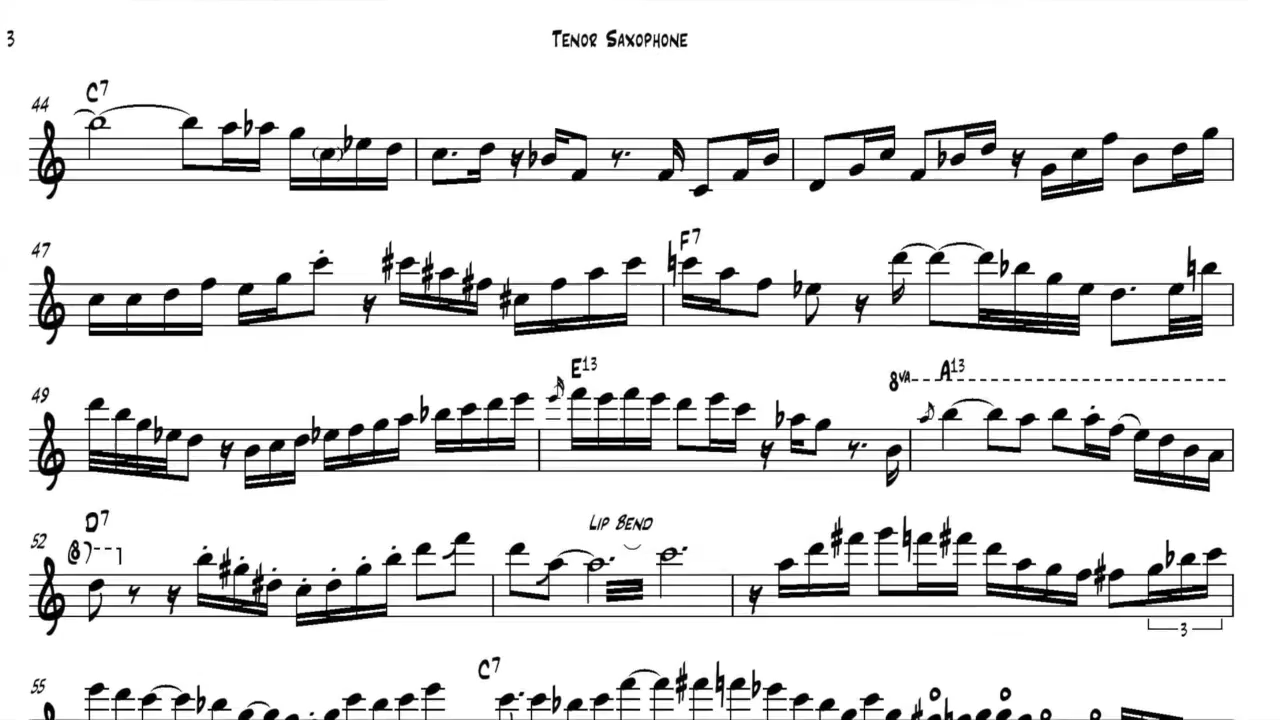 3
Tenor Saxophone
44
C7
47
F7
49
E13
8va
A13
52
D7
(8)
Lip Bend
3
55
C7